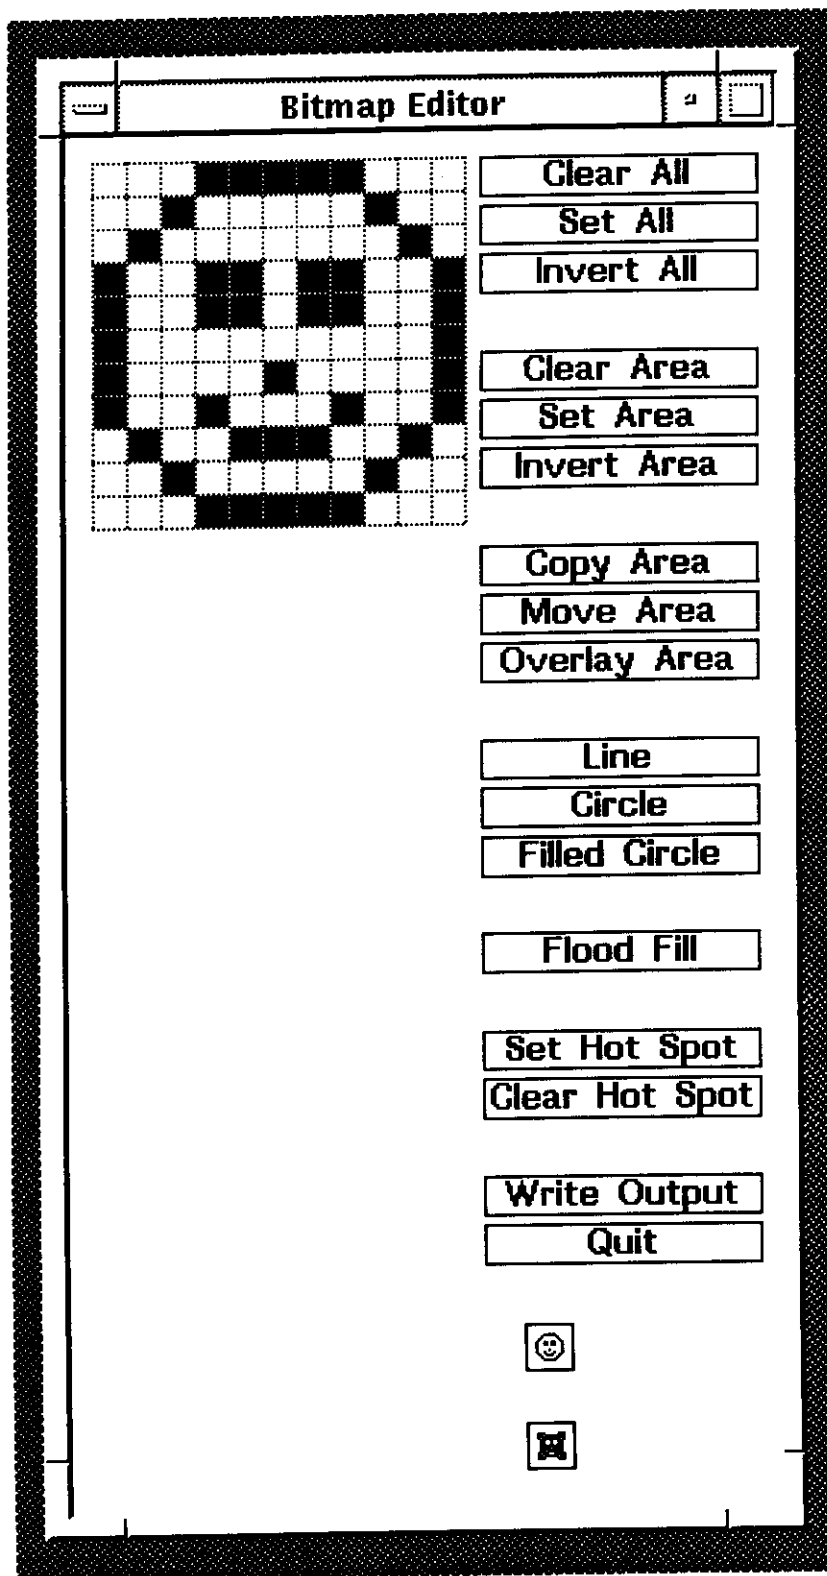 Bitmap Editor
Clear All
Set All
Invert All
Clear Area
Set Area
Invert Area
Copy Area
Move Area
Overlay Area
Line
Circle
Filled Circle
Flood Fill
Set Hot Spot
Clear Hot Spot
Write Output
Quit